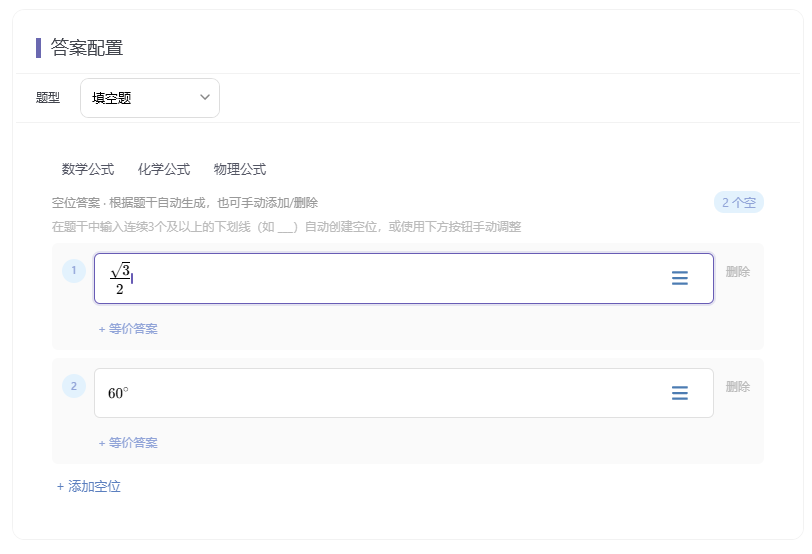 答案配置
题型 填空题
数学公式 化学公式 物理公式
空位答案 · 根据题干自动生成，也可手动添加/删除 2 个空
在题干中输入连续3个及以上的下划线（如 ___）自动创建空位，或使用下方按钮手动调整
1 √3/2 删除
+ 等价答案
2 60° 删除
+ 等价答案
+ 添加空位